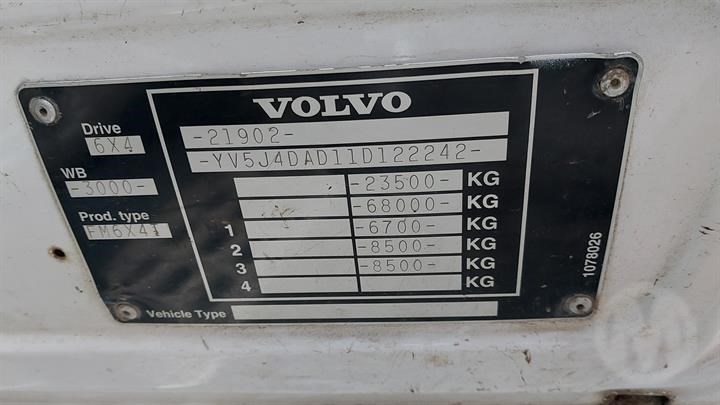 VOLVO
Drive
6X4
WB
-3000-
Prod. type
FM6X4T
-21902-
-YV5J4DAD11D122242-
-23500- KG
-68000- KG
1 -6700- KG
2 -8500- KG
3 -8500- KG
4 KG
Vehicle Type
1078026